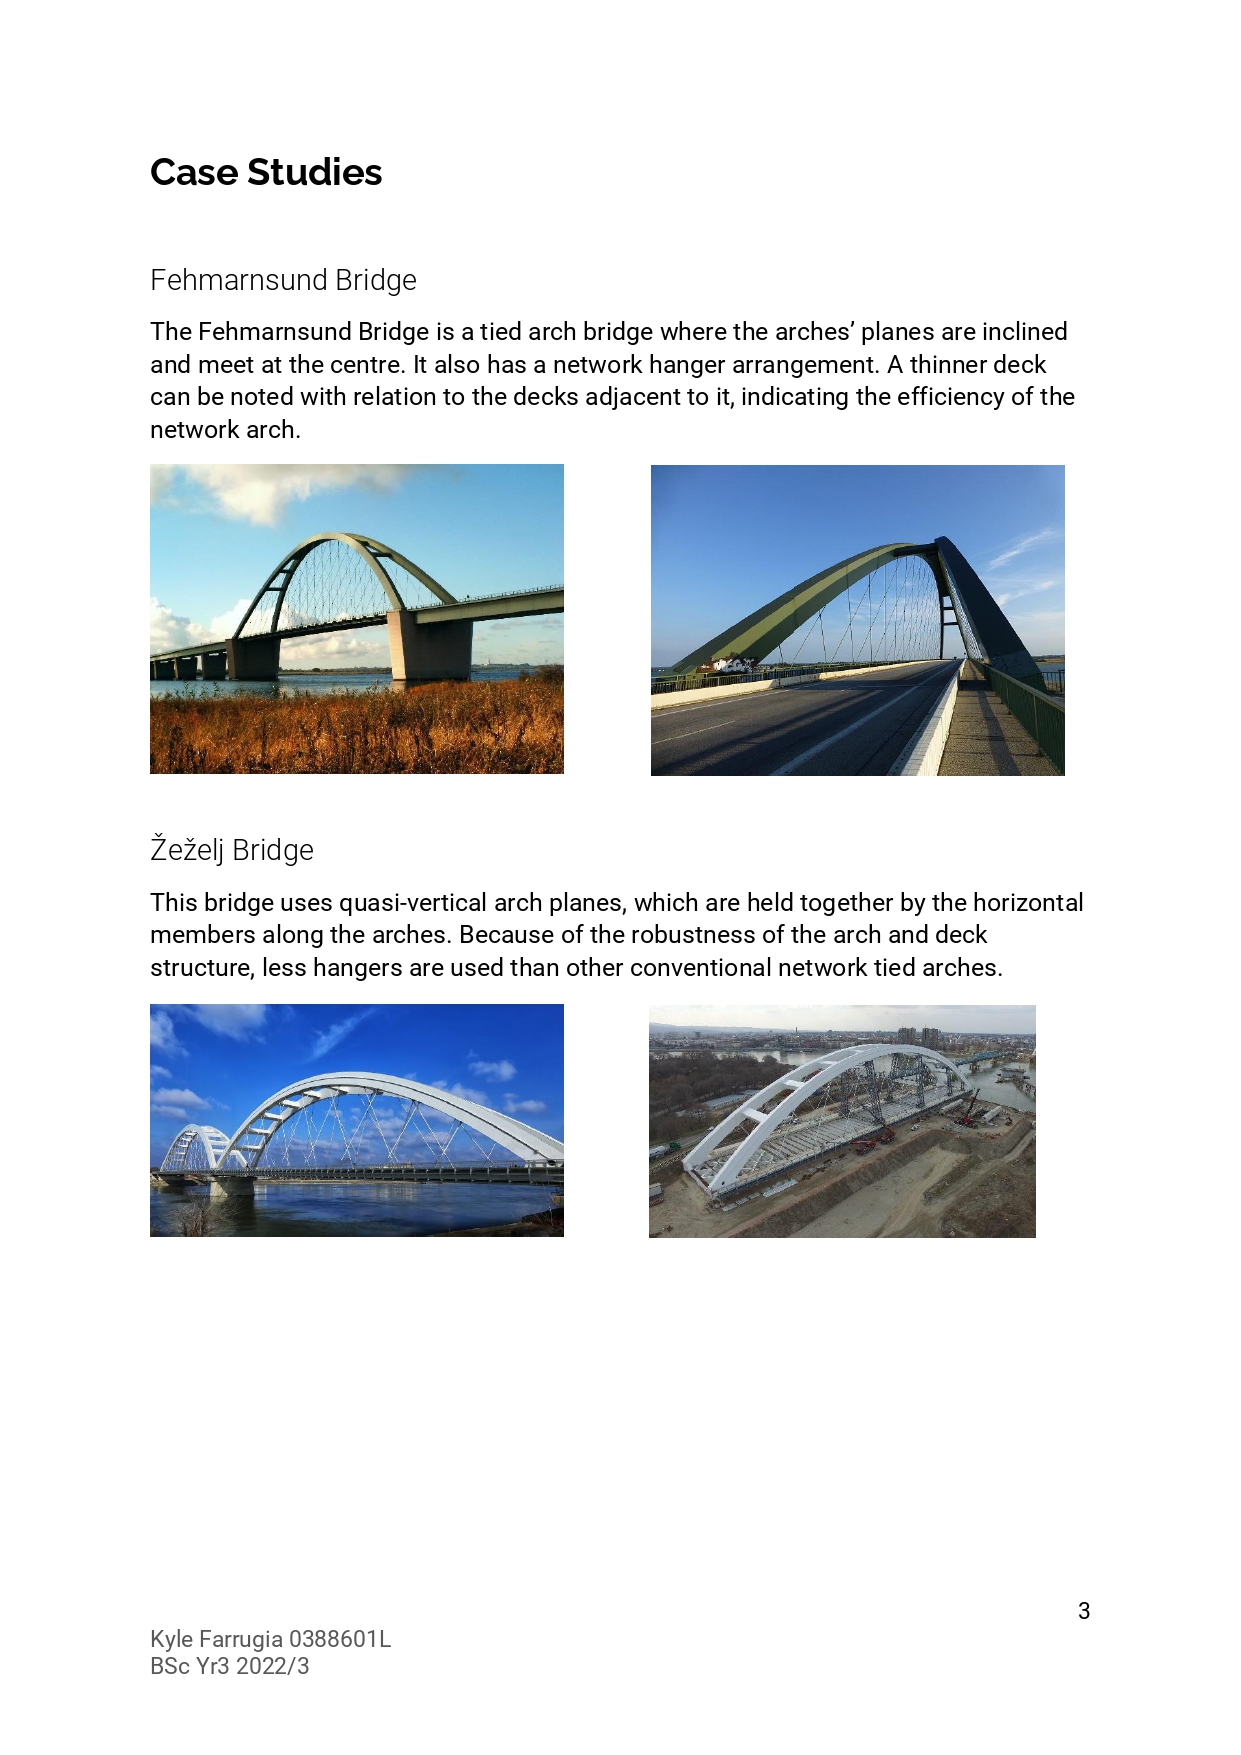 Case Studies
Fehmarnsund Bridge
The Fehmarnsund Bridge is a tied arch bridge where the arches’ planes are inclined
and meet at the centre. It also has a network hanger arrangement. A thinner deck
can be noted with relation to the decks adjacent to it, indicating the efficiency of the
network arch.
Žeželj Bridge
This bridge uses quasi-vertical arch planes, which are held together by the horizontal
members along the arches. Because of the robustness of the arch and deck
structure, less hangers are used than other conventional network tied arches.
3
Kyle Farrugia 0388601L
BSc Yr3 2022/3